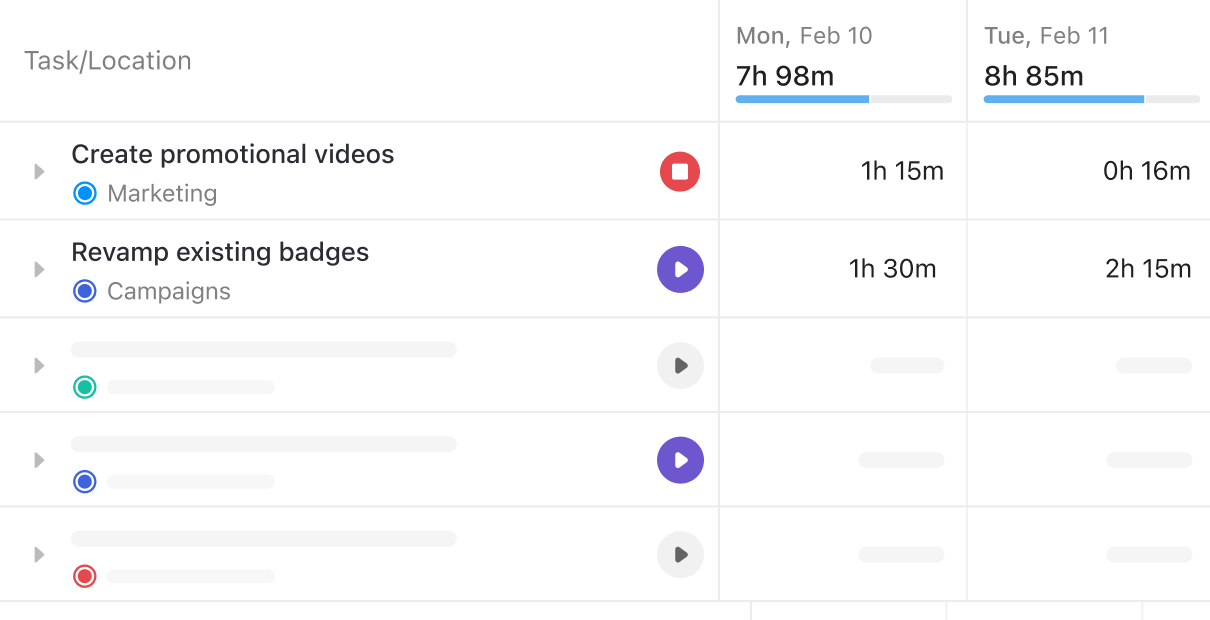 Task/Location
Mon, Feb 10
7h 98m
Tue, Feb 11
8h 85m
Create promotional videos
Marketing
1h 15m
0h 16m
Revamp existing badges
Campaigns
1h 30m
2h 15m